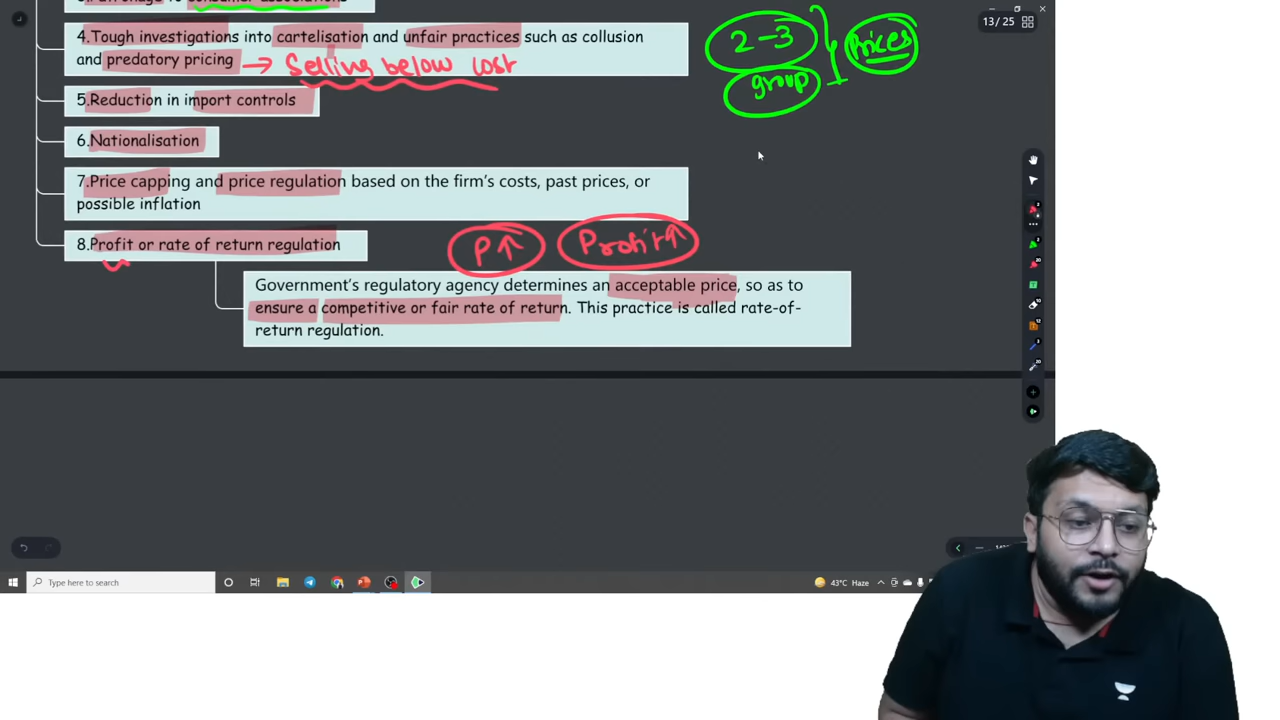 consumer associations
13 / 25
4.Tough investigations into cartelisation and unfair practices such as collusion
and predatory pricing → Selling below cost
2-3
group
Prices
5.Reduction in import controls
6.Nationalisation
7.Price capping and price regulation based on the firm's costs, past prices, or
possible inflation
8.Profit or rate of return regulation
P↑ Profit↑
Government's regulatory agency determines an acceptable price, so as to
ensure a competitive or fair rate of return. This practice is called rate-of-
return regulation.
Type here to search
43°C Haze